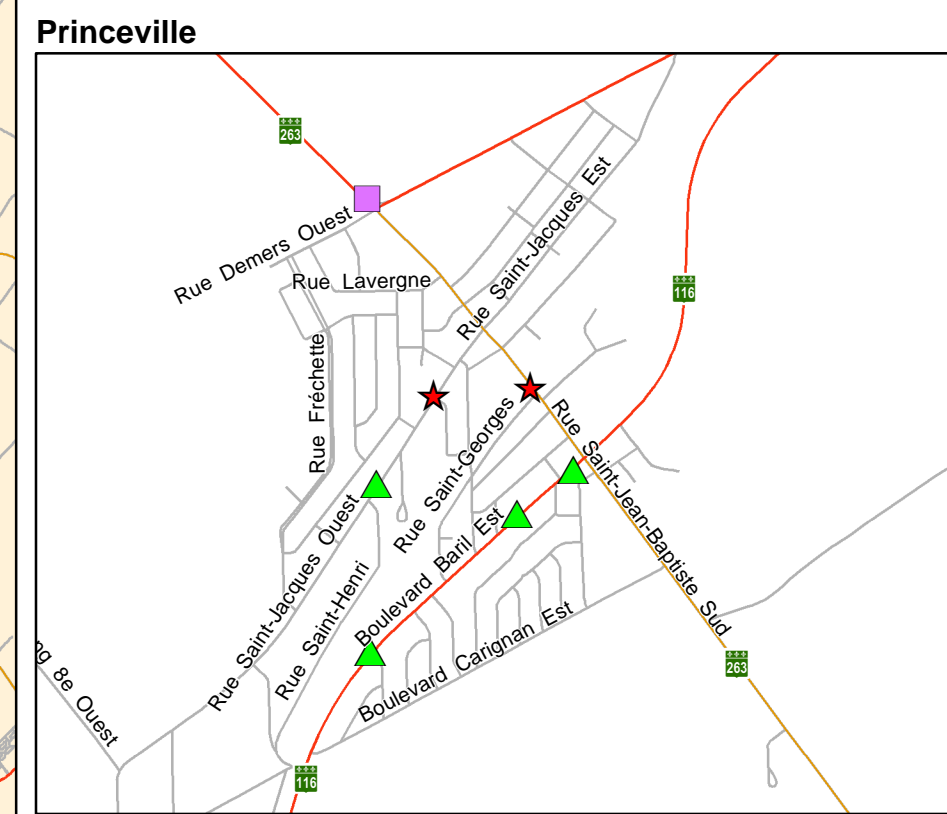 Princeville
263
Rue Demers Ouest
Rue Lavergne
Rue Saint-Jacques Est
116
Rue Fréchette
Rue Saint-Georges
Rue Saint-Jean-Baptiste Sud
Rue Saint-Jacques Ouest
Boulevard Baril Est
Rue Saint-Henri
Boulevard Carignan Est
ng 8e Ouest
263
116